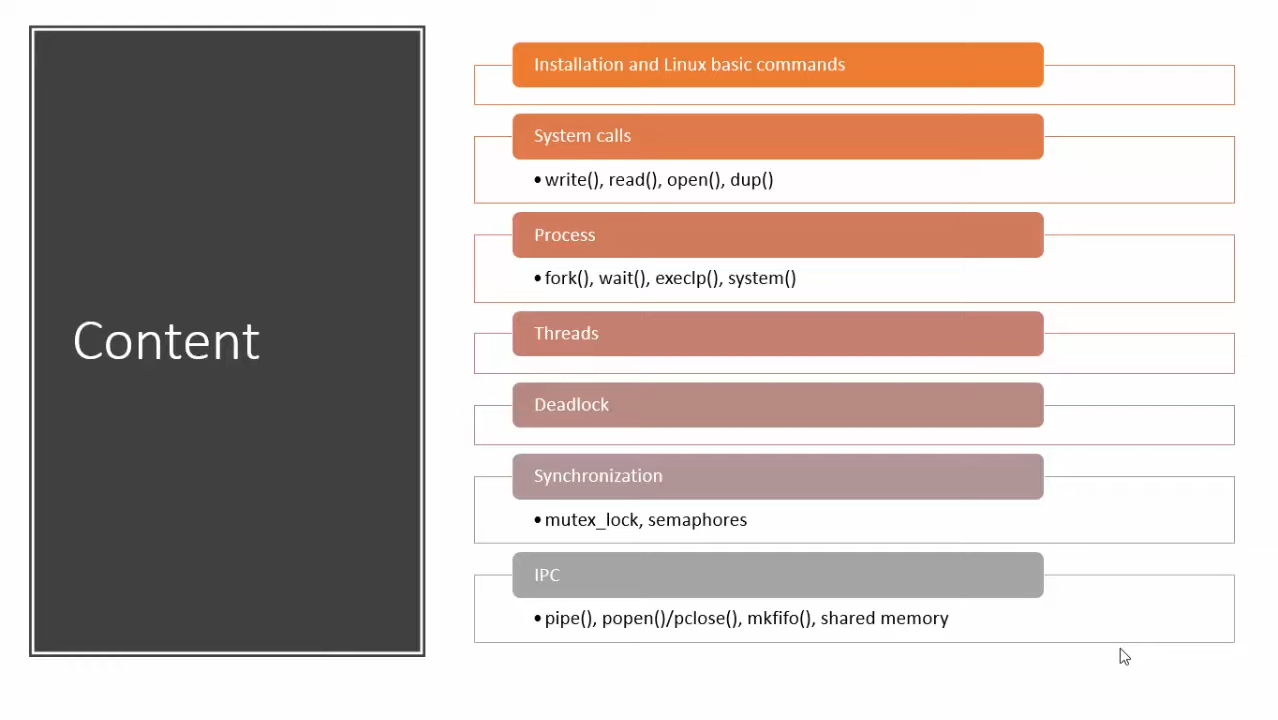 Content
Installation and Linux basic commands
System calls
•write(), read(), open(), dup()
Process
•fork(), wait(), execlp(), system()
Threads
Deadlock
Synchronization
•mutex_lock, semaphores
IPC
•pipe(), popen()/pclose(), mkfifo(), shared memory